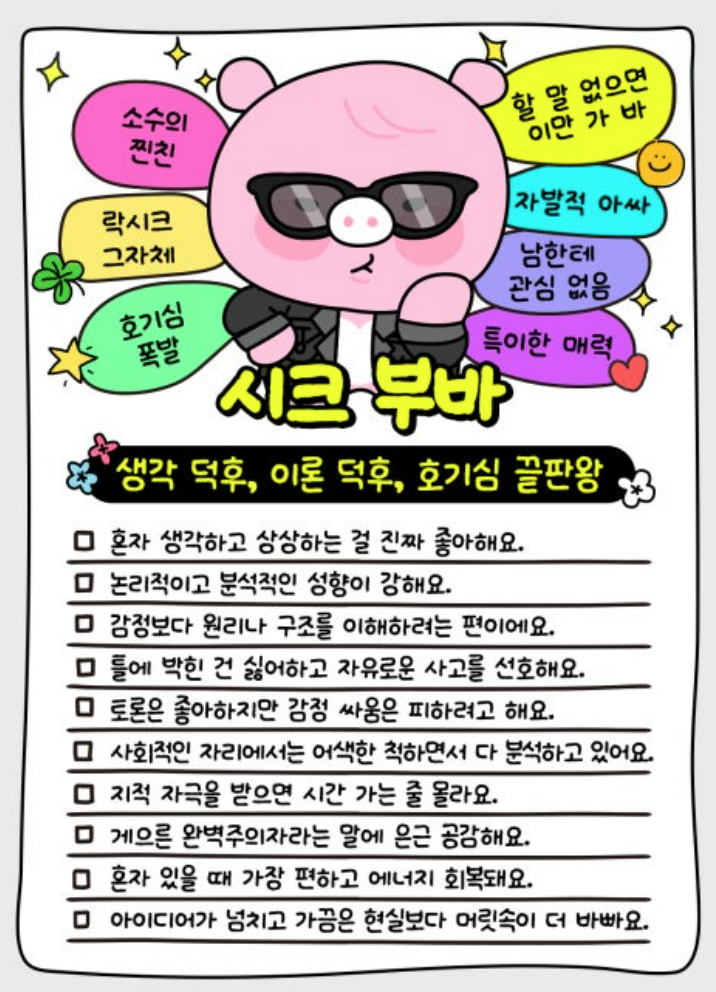 소수의
찐친
락시크
그자체
호기심
폭발
할 말 없으면
이만 가 바
자발적 아싸
남한테
관심 없음
특이한 매력
시크 부바
생각 덕후, 이론 덕후, 호기심 끝판왕
혼자 생각하고 상상하는 걸 진짜 좋아해요.
논리적이고 분석적인 성향이 강해요.
감정보다 원리나 구조를 이해하려는 편이에요.
틀에 박힌 건 싫어하고 자유로운 사고를 선호해요.
토론은 좋아하지만 감정 싸움은 피하려고 해요.
사회적인 자리에서는 어색한 척하면서 다 분석하고 있어요.
지적 자극을 받으면 시간 가는 줄 몰라요.
게으른 완벽주의자라는 말에 은근 공감해요.
혼자 있을 때 가장 편하고 에너지 회복돼요.
아이디어가 넘치고 가끔은 현실보다 머릿속이 더 바빠요.